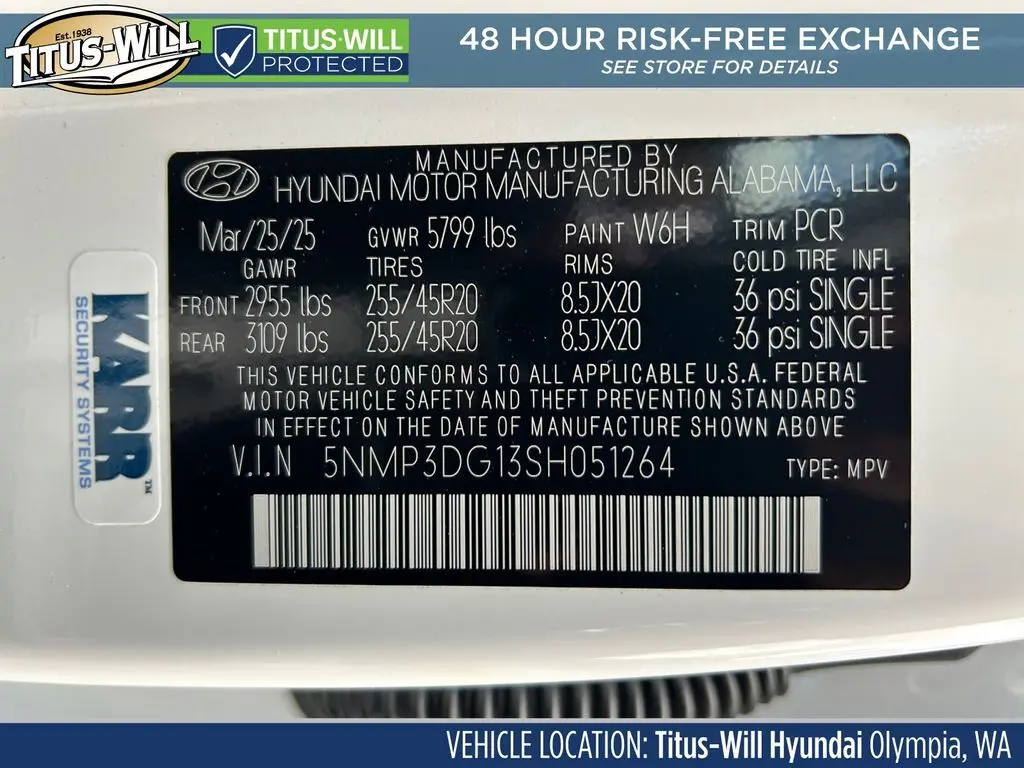 Est. 1938
TITUS-WILL
TITUS-WILL
PROTECTED
48 HOUR RISK-FREE EXCHANGE
SEE STORE FOR DETAILS
MANUFACTURED BY
HYUNDAI MOTOR MANUFACTURING ALABAMA, LLC
Mar/25/25 GVWR 5799 lbs PAINT W6H TRIM PCR
GAWR TIRES RIMS COLD TIRE INFL
FRONT 2955 lbs 255/45R20 8.5JX20 36 psi SINGLE
REAR 3109 lbs 255/45R20 8.5JX20 36 psi SINGLE
THIS VEHICLE CONFORMS TO ALL APPLICABLE U.S.A. FEDERAL
MOTOR VEHICLE SAFETY AND THEFT PREVENTION STANDARDS
IN EFFECT ON THE DATE OF MANUFACTURE SHOWN ABOVE
V.I.N 5NMP3DG13SH051264 TYPE: MPV
KARR™
SECURITY SYSTEMS
VEHICLE LOCATION: Titus-Will Hyundai Olympia, WA